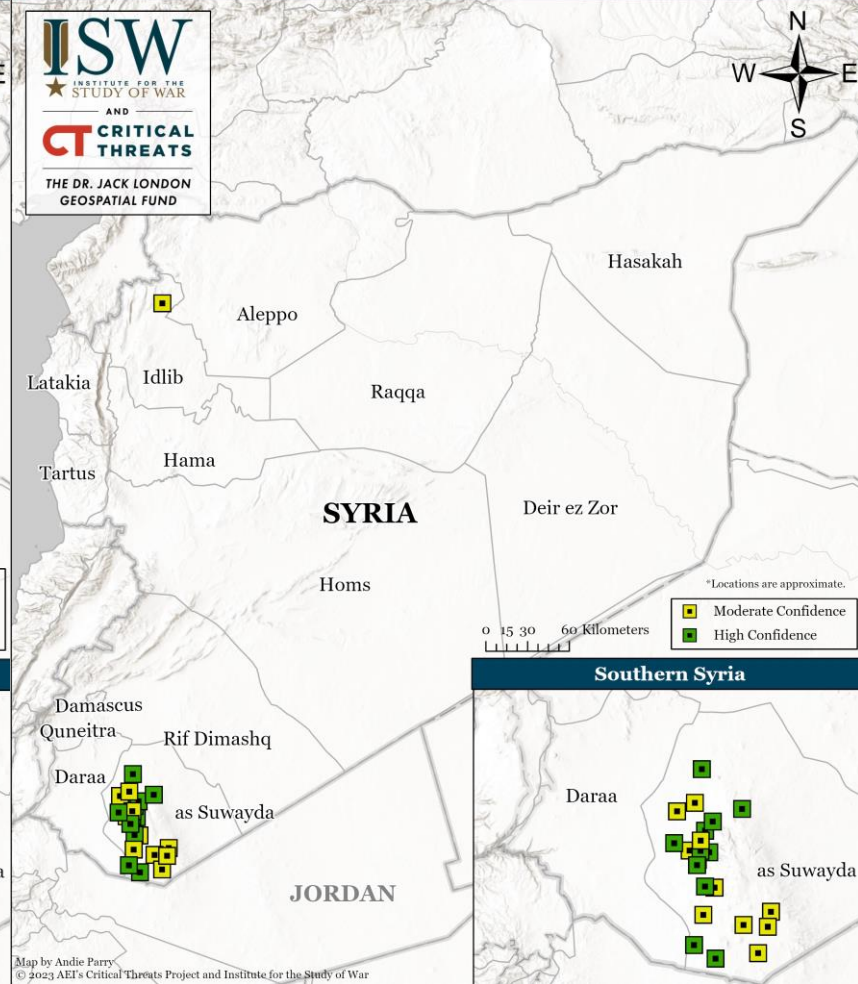 ISW
INSTITUTE FOR THE
STUDY OF WAR
AND
CT CRITICAL
THREATS
THE DR. JACK LONDON
GEOSPATIAL FUND
N
W E
S
E
Hasakah
Aleppo
Latakia
Idlib
Raqqa
Hama
Tartus
SYRIA
Deir ez Zor
Homs
*Locations are approximate.
Moderate Confidence
High Confidence
0 15 30 60 Kilometers
Southern Syria
Damascus
Quneitra
Rif Dimashq
Daraa
as Suwayda
JORDAN
Daraa
as Suwayda
a
Map by Andie Parry
© 2023 AEI's Critical Threats Project and Institute for the Study of War